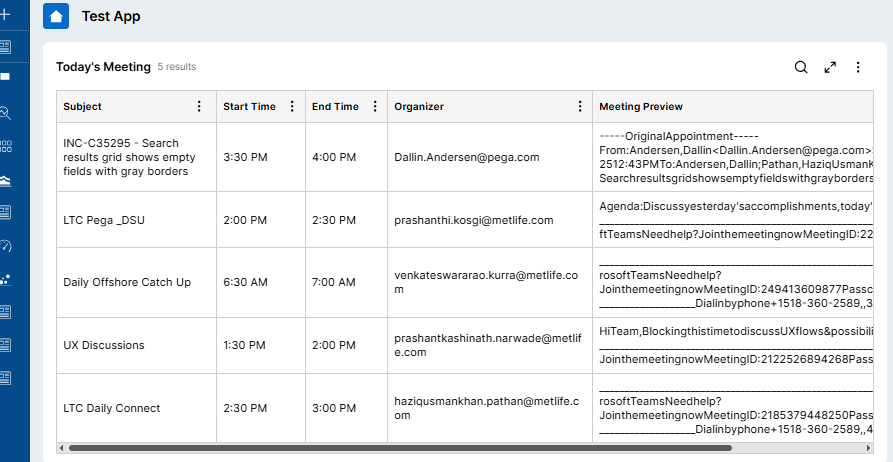 Test App
Today's Meeting 5 results
Subject Start Time End Time Organizer Meeting Preview
INC-C35295 - Search
results grid shows empty
fields with gray borders
3:30 PM 4:00 PM Dallin.Andersen@pega.com
-----OriginalAppointment-----
From:Andersen,Dallin<Dallin.Andersen@pega.com>
2512:43PMTo:Andersen,Dallin;Pathan,HaziqUsmanK
Searchresultsgridshowsemptyfieldswithgrayborders
LTC Pega _DSU 2:00 PM 2:30 PM prashanthi.kosgi@metlife.com
Agenda:Discussyesterday'saccomplishments,today'
ftTeamsNeedhelp?JointhemeetingnowMeetingID:22
Daily Offshore Catch Up 6:30 AM 7:00 AM
venkateswararao.kurra@metlife.co
m
rosoftTeamsNeedhelp?
JointhemeetingnowMeetingID:249413609877Passc
___________________Dialinbyphone+1518-360-2589,,3
UX Discussions 1:30 PM 2:00 PM
prashantkashinath.narwade@metlif
e.com
HiTeam,BlockingthistimetodiscussUXflows&possibili
JointhemeetingnowMeetingID:2122526894268Pass
LTC Daily Connect 2:30 PM 3:00 PM
haziqusmankhan.pathan@metlife.c
om
rosoftTeamsNeedhelp?
JointhemeetingnowMeetingID:2185379448250Pass
___________________Dialinbyphone+1518-360-2589,,4